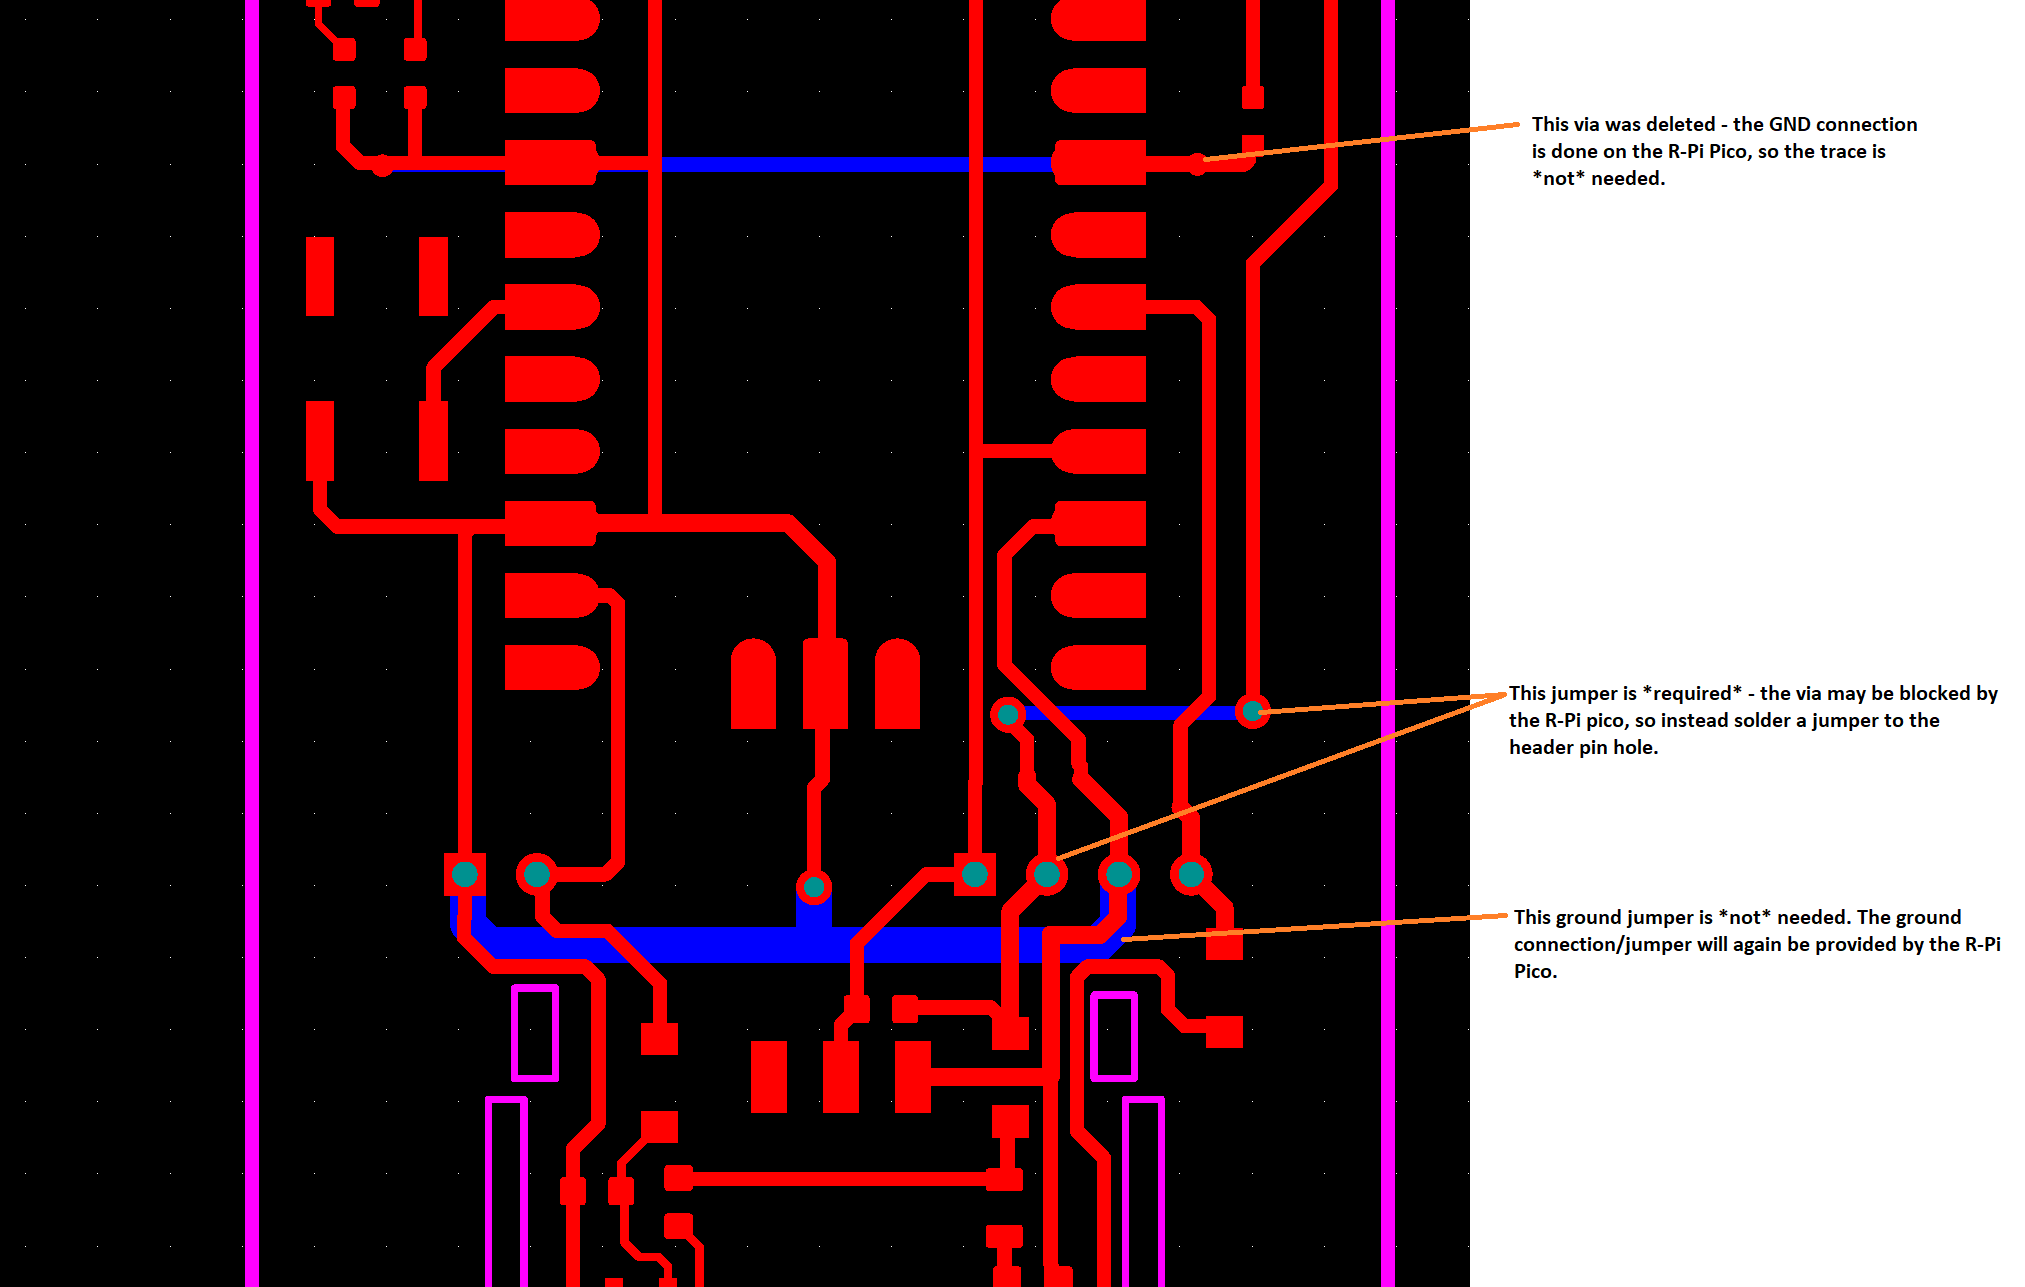 This via was deleted - the GND connection
is done on the R-Pi Pico, so the trace is
*not* needed.
This jumper is *required* - the via may be blocked by
the R-Pi pico, so instead solder a jumper to the
header pin hole.
This ground jumper is *not* needed. The ground
connection/jumper will again be provided by the R-Pi
Pico.